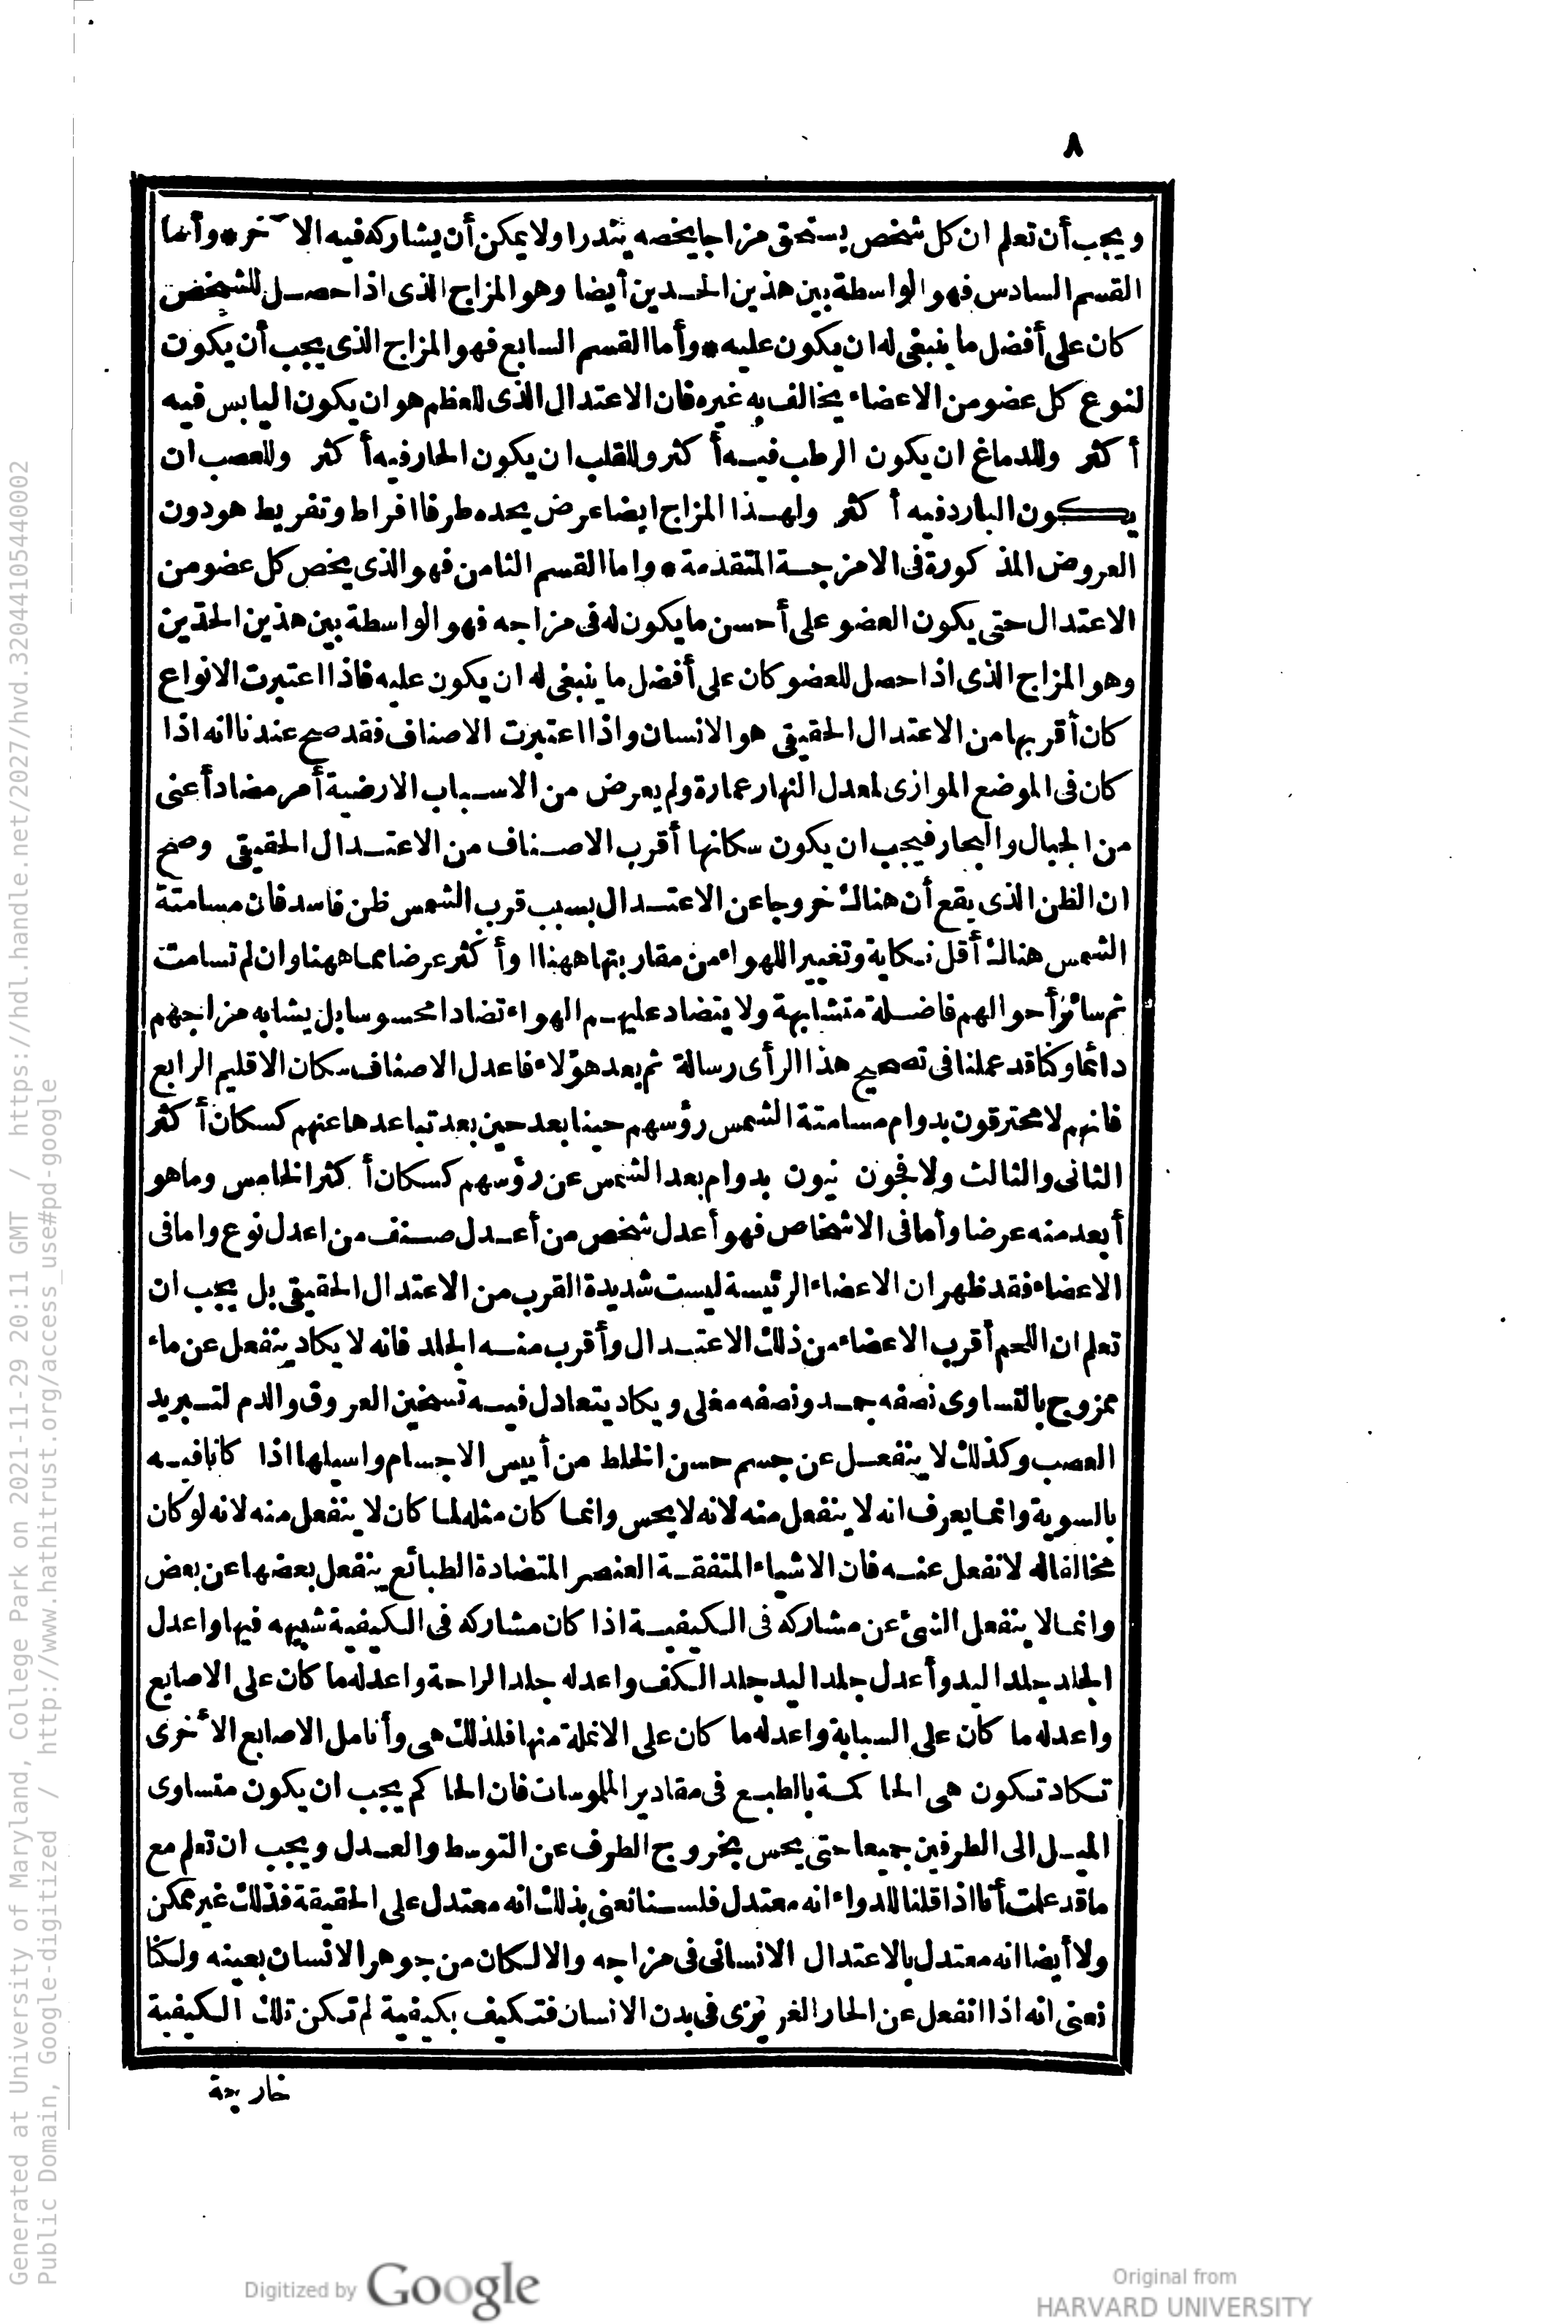 ٨
ويجب أن تعلم ان كل شخص يستحق مزاجا يخصه يندر اولا يمكن أن يشاركه فيه الآخر * وأما
القسم السادس فهو الواسطة بين هذين الحدين أيضا وهو المزاج الذى اذا حصل للشخص
كان على أفضل ما ينبغى له ان يكون عليه * وأما القسم السابع فهو المزاج الذى يجب أن يكون
لنوع كل عضو من الاعضاء يخالف به غيره فان الاعتدال الذى للعظم هو ان يكون اليابس فيه
أكثر وللدماغ ان يكون الرطب فيه أكثر وللقلب ان يكون الحار فيه أكثر وللعصب ان
يكون البارد فيه أكثر ولهذا المزاج ايضا عرض يحده طرفا افراط وتفريط هو دون
العروض المذكورة فى الامزجة المتقدمة * واما القسم الثامن فهو الذى يخص كل عضو من
الاعتدال حتى يكون العضو على أحسن ما يكون له فى مزاجه فهو الواسطة بين هذين الحدين
وهو المزاج الذى اذا حصل للعضو كان على أفضل ما ينبغى له ان يكون عليه فاذا اعتبرت الانواع
كان أقربها من الاعتدال الحقيقى هو الانسان واذا اعتبرت الاصناف فقد صح عندنا انه اذا
كان فى الموضع الموازى لمعدل النهار عمارة ولم يعرض من الاسباب الارضية أمر مضاد أعنى
من الجبال والبحار فيجب ان يكون سكانها أقرب الاصناف من الاعتدال الحقيقى وصح
ان الظن الذى يقع أن هناك خروجا عن الاعتدال بسبب قرب الشمس ظن فاسد فان مسامتة
الشمس هناك أقل نكاية وتغييرا للهواء من مقاربتها ههنا ا وأكثر عرضا مما ههنا وان لم تسامت
ثم سائر أحوالهم فاضلة متشابهة ولا يتضاد عليهم الهواء تضادا محسوسا بل يشابه مزاجهم
دائما وكنا قد عملنا فى تصحيح هذا الرأى رسالة ثم بعد هؤلاء فاعدل الاصناف سكان الاقليم الرابع
فانهم لا محترقون بدوام مسامتة الشمس رؤسهم حينا بعد حين بعد تباعدها عنهم كسكان أكثر
الثانى والثالث ولا فجون نيون بدوام بعد الشمس عن رؤسهم كسكان أكثر الخامس وما هو
أبعد منه عرضا وأما فى الاشخاص فهو أعدل شخص من أعدل صنف من اعدل نوع واما فى
الاعضاء فقد ظهر ان الاعضاء الرئيسة ليست شديدة القرب من الاعتدال الحقيقى بل يجب ان
تعلم ان اللحم أقرب الاعضاء من ذلك الاعتدال وأقرب منه الجلد فانه لا يكاد ينفعل عن ماء
ممزوج بالتساوى نصفه جمد ونصفه مغلى ويكاد يتعادل فيه تسخين العروق والدم لتبريد
العصب وكذلك لا ينفعل عن جسم حسن الخلط من أيبس الاجسام واسيلها اذا كانا فيه
بالسوية وانما يعرف انه لا ينفعل منه لانه لا يحس وانما كان مثله لما كان لا ينفعل منه لانه لو كان
مخالفا له لانفعل عنه فان الاشياء المتفقة العنصر المتضادة الطبائع ينفعل بعضها عن بعض
وانما لا ينفعل الشئ عن مشاركه فى الكيفية اذا كان مشاركه فى الكيفية شبيهه فيها واعدل
الجلد جلد اليد وأعدل جلد اليد جلد الكف واعدله جلد الراحة واعدله ما كان على الاصابع
واعدله ما كان على السبابة واعدله ما كان على الانملة منها فلذلك هى وأنامل الاصابع الأخرى
تكاد تكون هى الحاكمة بالطبع فى مقادير الملموسات فان الحاكم يجب ان يكون متساوى
الميل الى الطرفين جميعا حتى يحس بخروج الطرف عن التوسط والعدل ويجب ان تعلم مع
ما قد علمت أنا اذا قلنا للدواء انه معتدل فلسنا نعنى بذلك انه معتدل على الحقيقة فذلك غير ممكن
ولا أيضا انه معتدل بالاعتدال الانسانى فى مزاجه والا لكان من جوهر الانسان بعينه ولكنا
نعنى انه اذا انفعل عن الحار الغريزى فى بدن الانسان فتكيف بكيفية لم تكن تلك الكيفية
خارجة
Generated at University of Maryland, College Park on 2021-11-29 20:11 GMT / https://hdl.handle.net/2027/hvd.32044105440002
Public Domain, Google-digitized / http://www.hathitrust.org/access_use#pd-google
Digitized by Google
Original from
HARVARD UNIVERSITY